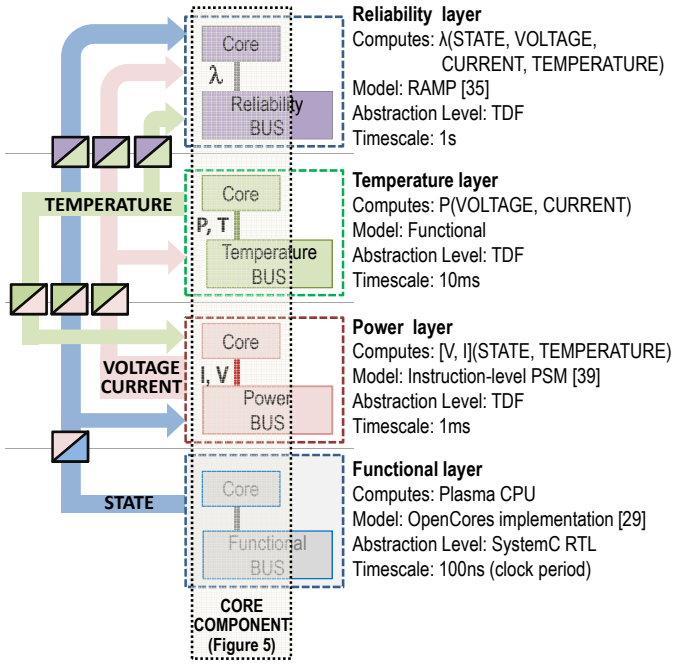 Reliability layer
Computes: λ(STATE, VOLTAGE,
CURRENT, TEMPERATURE)
Model: RAMP [35]
Abstraction Level: TDF
Timescale: 1s
Core
λ
Reliability
BUS
TEMPERATURE
Temperature layer
Computes: P(VOLTAGE, CURRENT)
Model: Functional
Abstraction Level: TDF
Timescale: 10ms
Core
P, T
Temperature
BUS
Power layer
Computes: [V, I](STATE, TEMPERATURE)
Model: Instruction-level PSM [39]
Abstraction Level: TDF
Timescale: 1ms
Core
I, V
Power
BUS
VOLTAGE
CURRENT
Functional layer
Computes: Plasma CPU
Model: OpenCores implementation [29]
Abstraction Level: SystemC RTL
Timescale: 100ns (clock period)
Core
Functional
BUS
STATE
CORE
COMPONENT
(Figure 5)